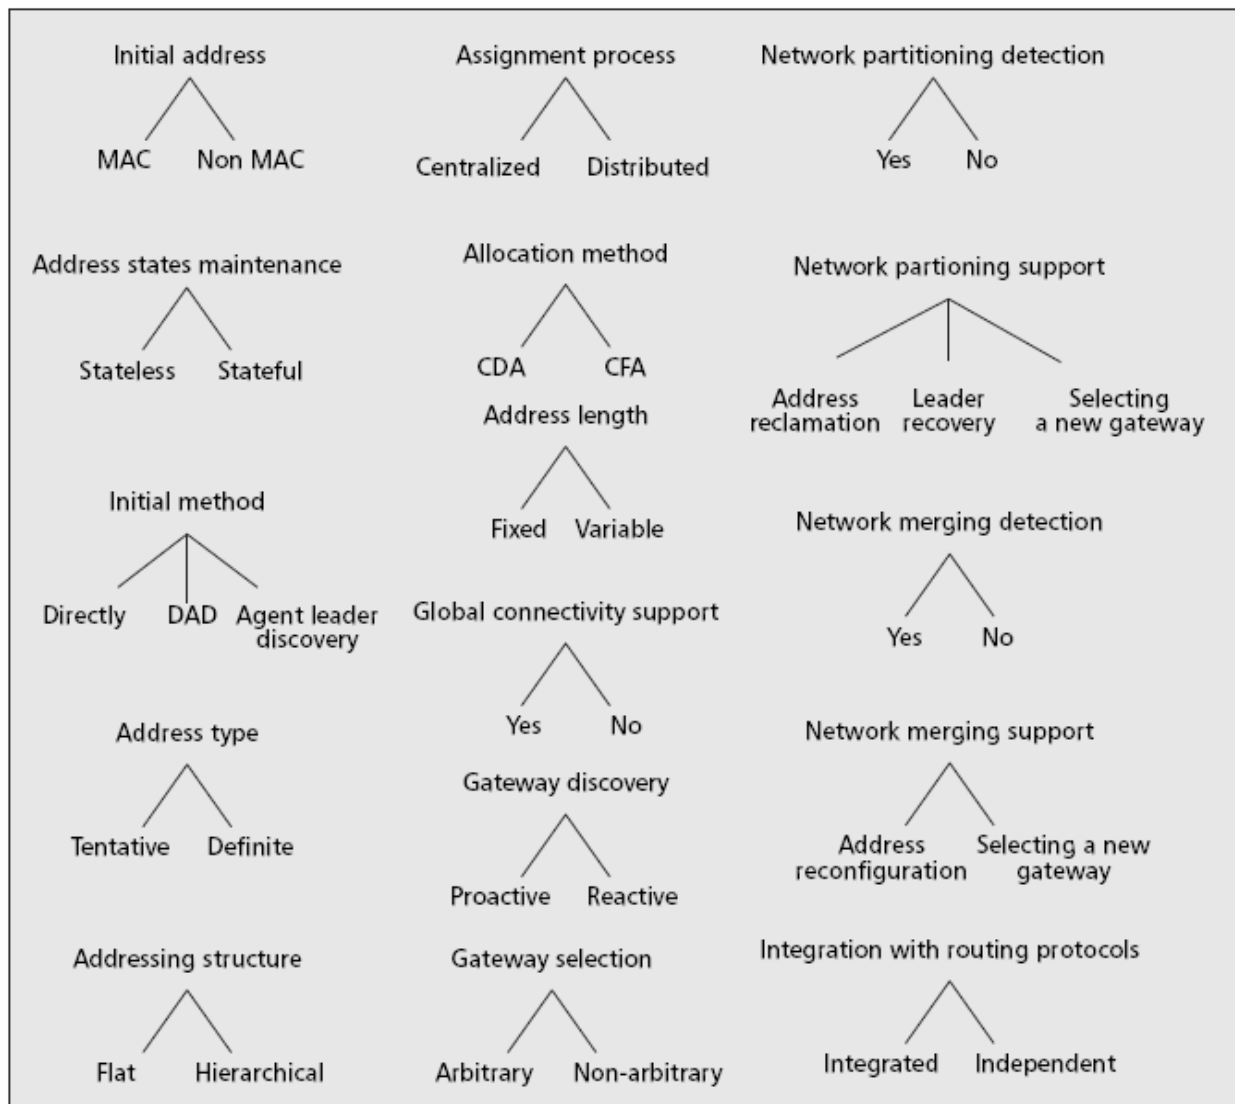 Initial address
MAC Non MAC
Address states maintenance
Stateless Stateful
Initial method
Directly DAD Agent leader
discovery
Address type
Tentative Definite
Addressing structure
Flat Hierarchical
Assignment process
Centralized Distributed
Allocation method
CDA CFA
Address length
Fixed Variable
Global connectivity support
Yes No
Gateway discovery
Proactive Reactive
Gateway selection
Arbitrary Non-arbitrary
Network partitioning detection
Yes No
Network partioning support
Address Leader Selecting
reclamation recovery a new gateway
Network merging detection
Yes No
Network merging support
Address Selecting a new
reconfiguration gateway
Integration with routing protocols
Integrated Independent